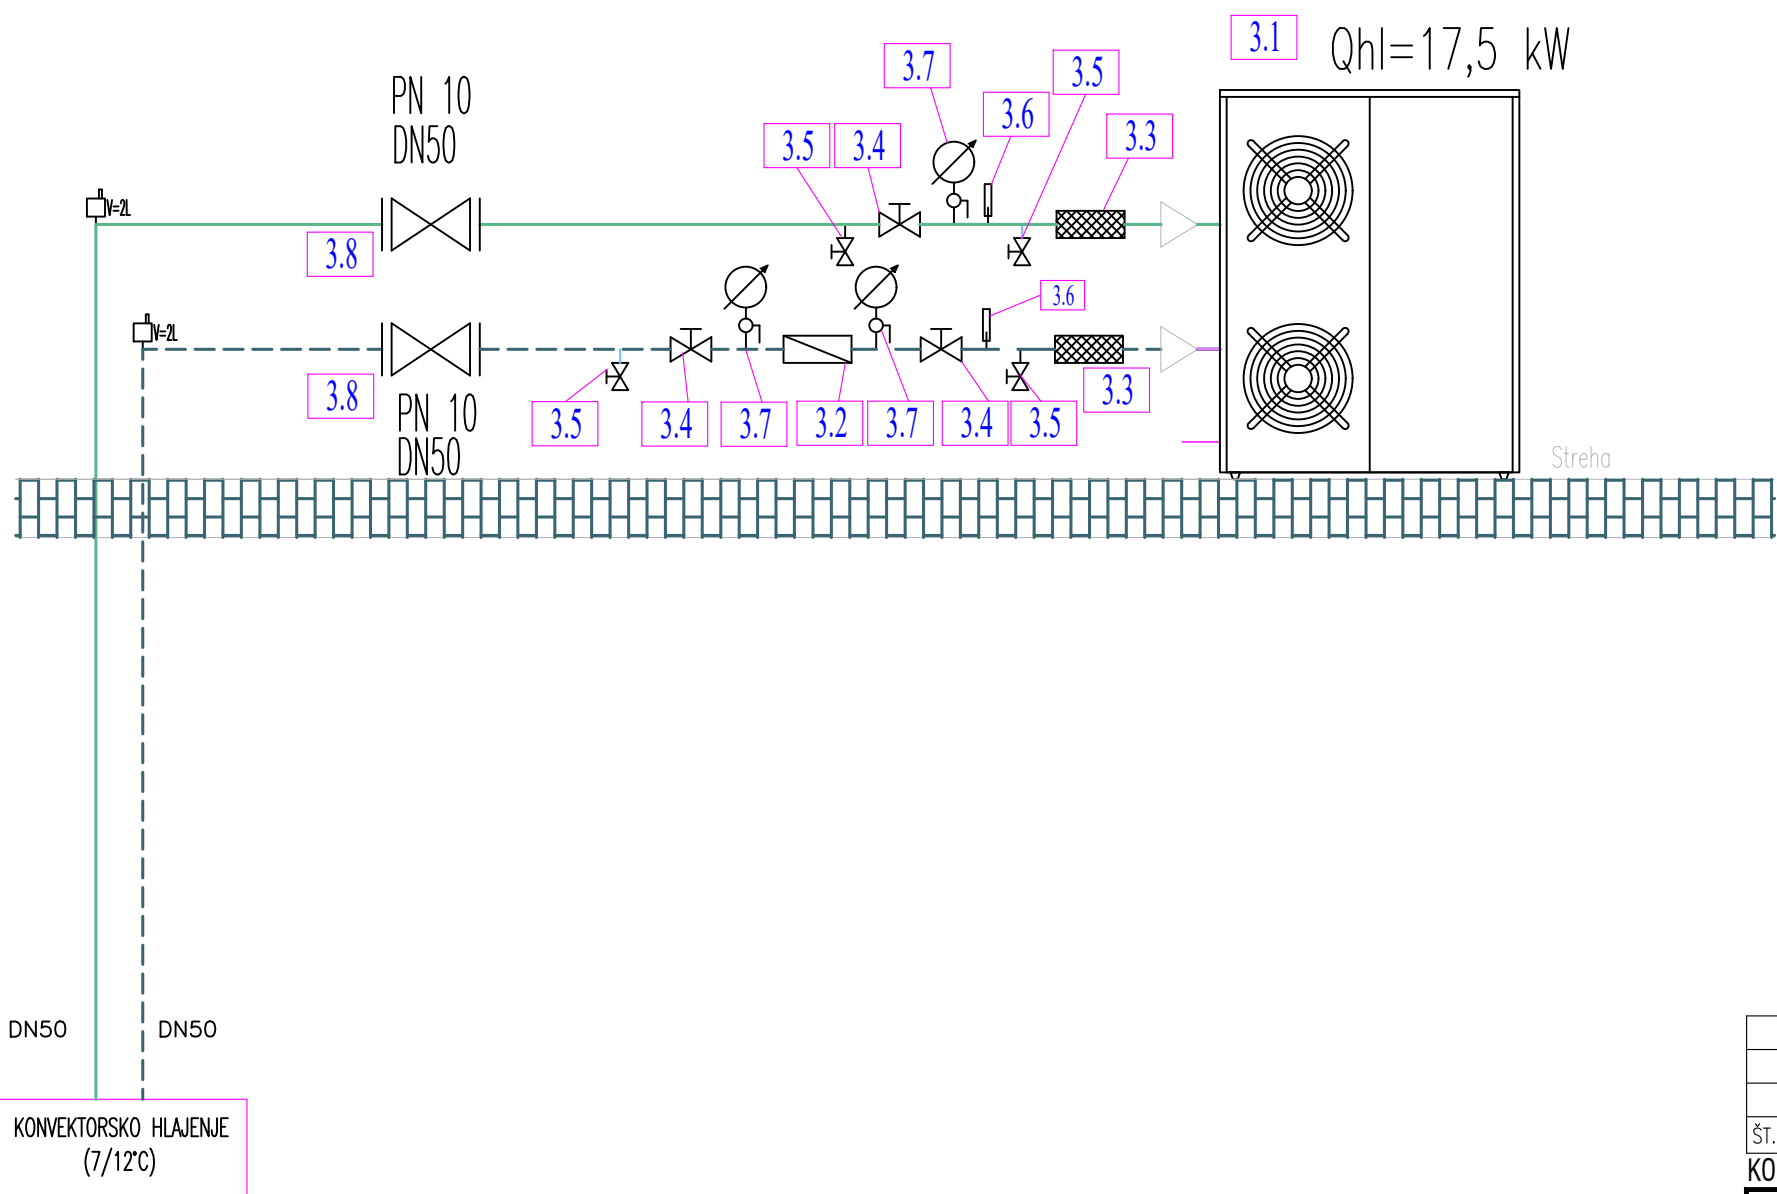 3.1
Qhl=17,5 kW
3.7
3.5
PN 10
DN50
3.6
3.5
3.4
3.3
V=2L
3.8
3.6
V=2L
3.8
3.3
PN 10
DN50
3.5
3.4
3.7
3.2
3.7
3.4
3.5
Streha
DN50
DN50
KONVEKTORSKO HLAJENJE
(7/12°C)
ŠT.
KO